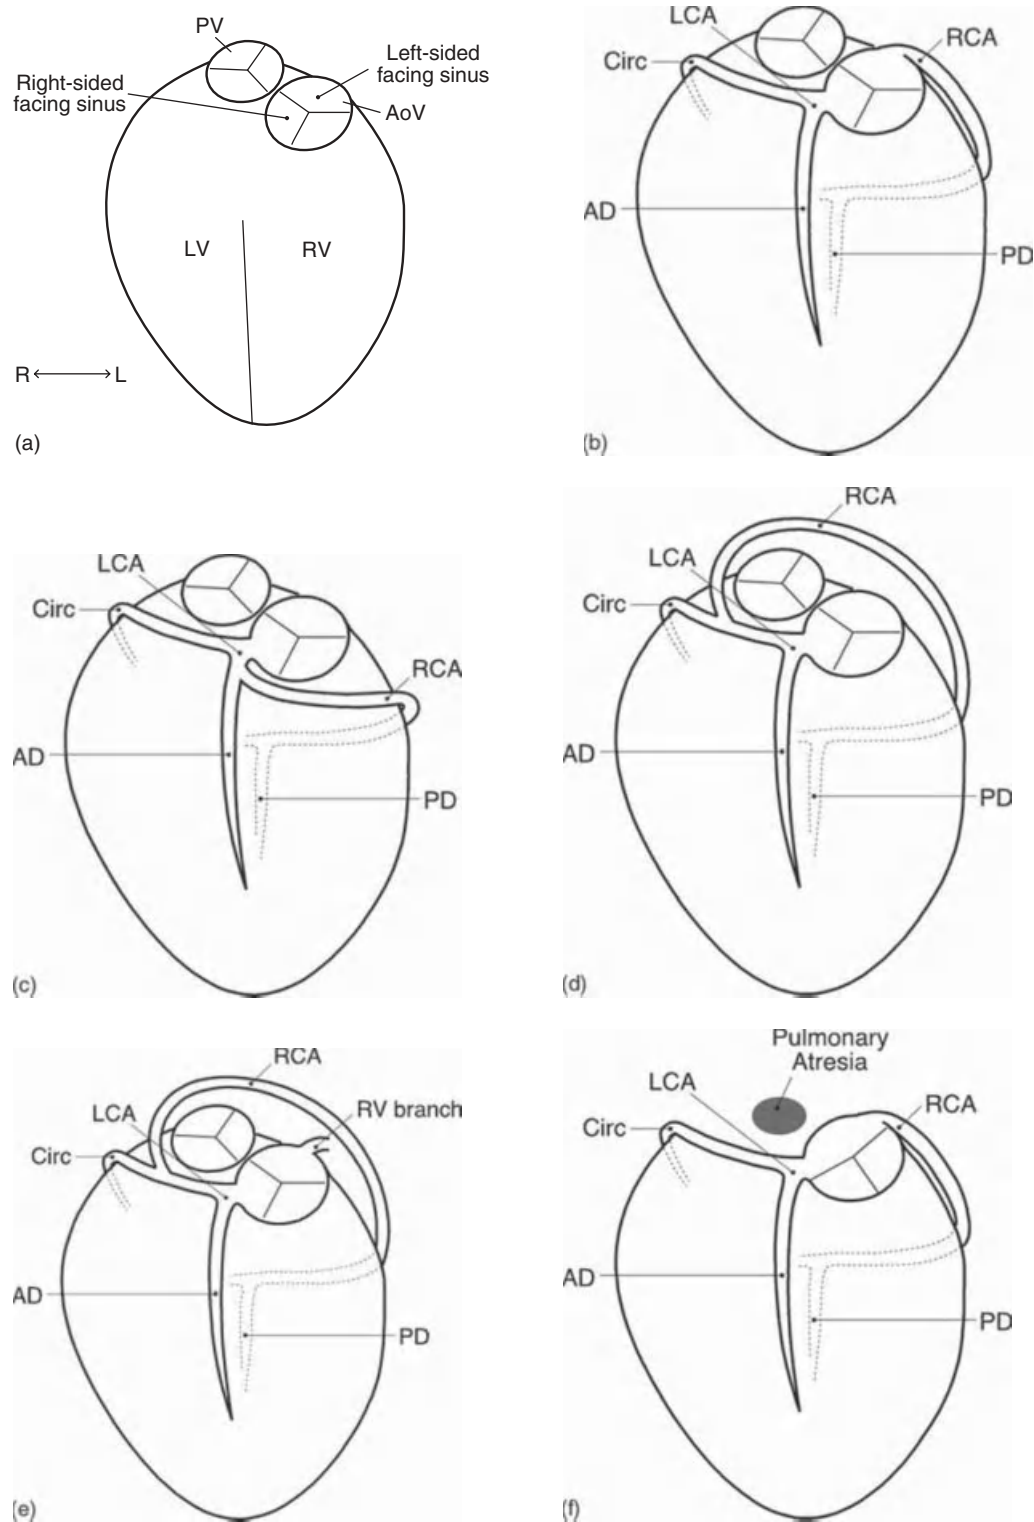 PV
Left-sided
facing sinus
Right-sided
facing sinus
AoV
LV
RV
R
L
(a)
LCA
RCA
Circ
AD
PD
(b)
LCA
Circ
RCA
AD
PD
(c)
RCA
LCA
Circ
AD
PD
(d)
RCA
LCA
RV branch
Circ
AD
PD
(e)
Pulmonary
Atresia
LCA
RCA
Circ
AD
PD
(f)